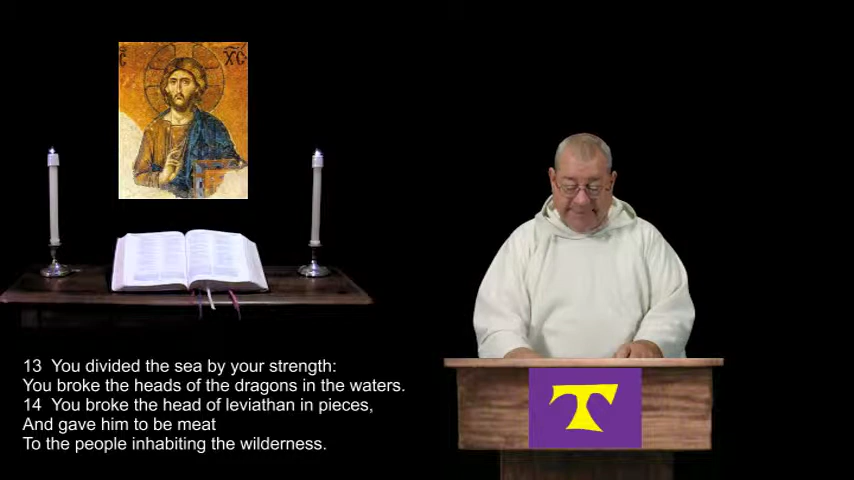 13 You divided the sea by your strength:
You broke the heads of the dragons in the waters.
14 You broke the head of leviathan in pieces,
And gave him to be meat
To the people inhabiting the wilderness.
T